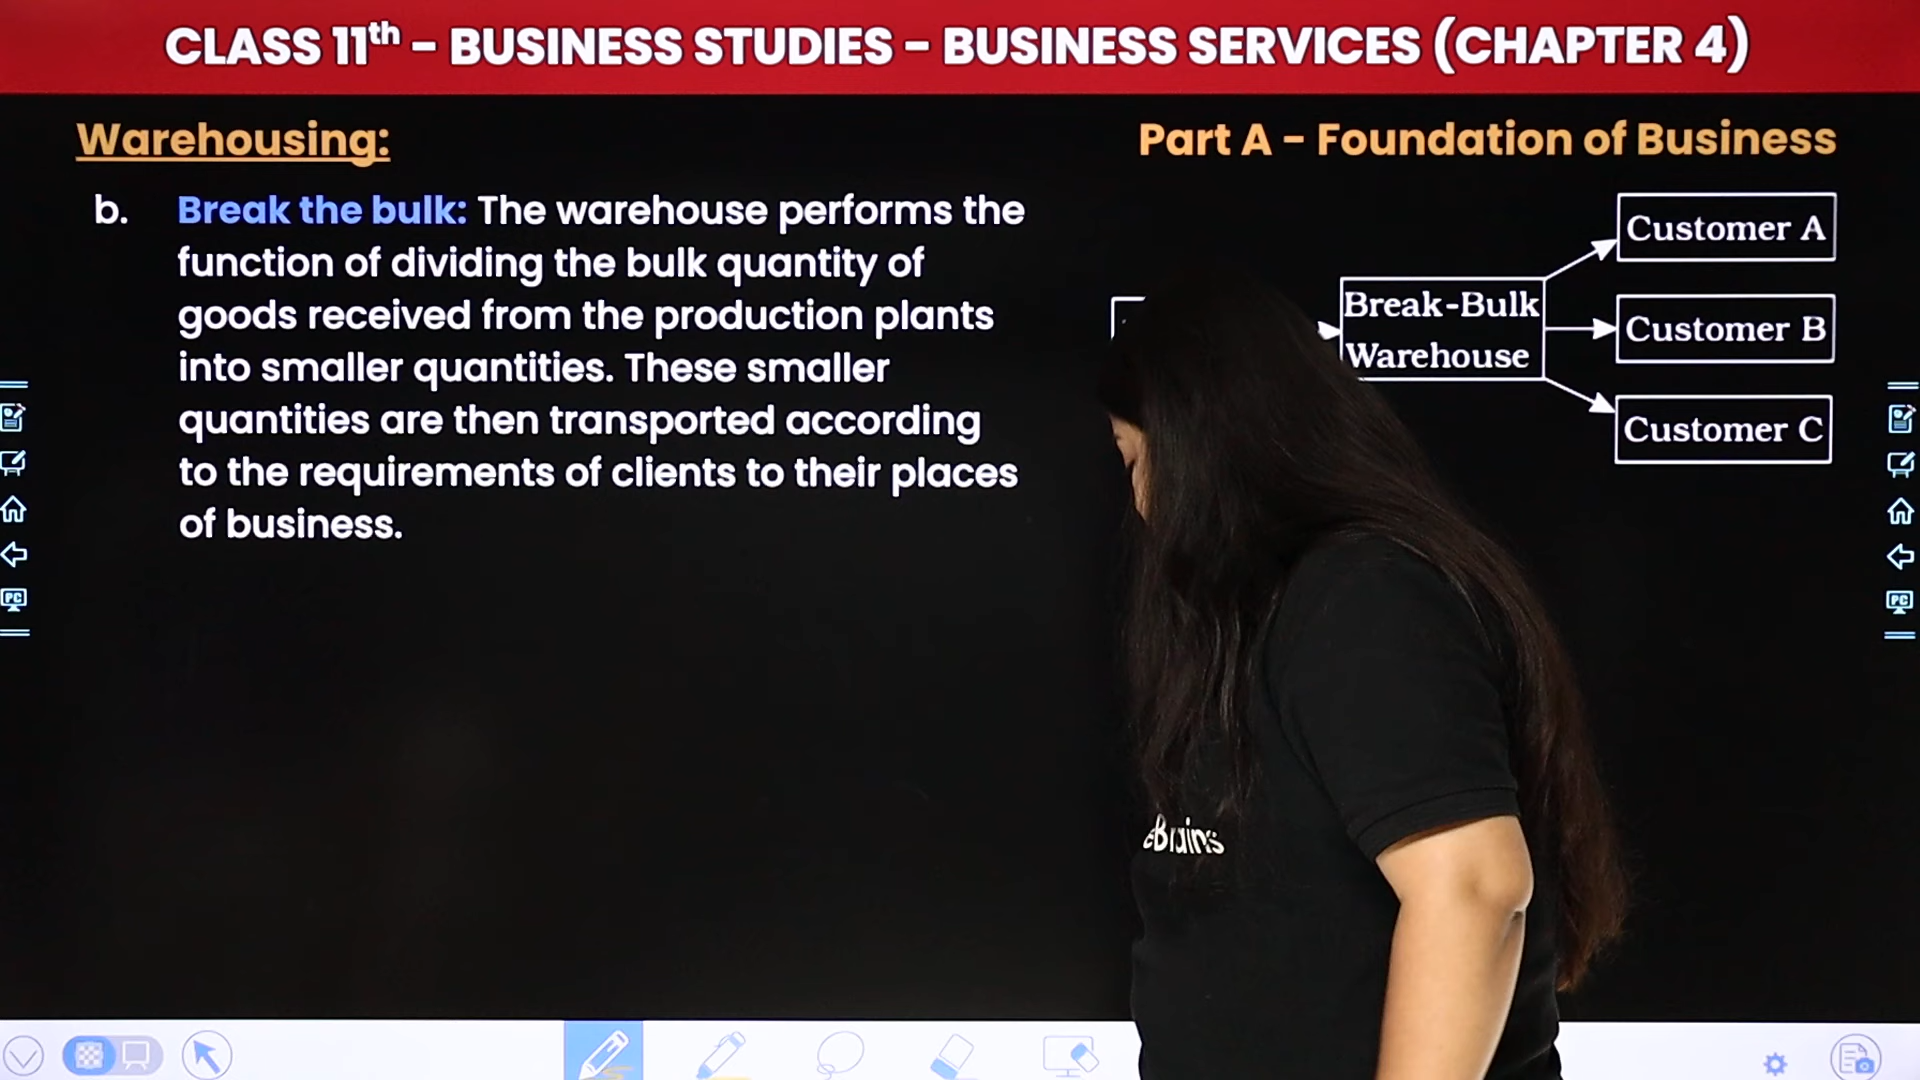 CLASS 11th – BUSINESS STUDIES – BUSINESS SERVICES (CHAPTER 4)
Warehousing:
Part A – Foundation of Business
b. Break the bulk: The warehouse performs the
function of dividing the bulk quantity of
goods received from the production plants
into smaller quantities. These smaller
quantities are then transported according
to the requirements of clients to their places
of business.
Customer A
Break-Bulk
Warehouse
Customer B
Customer C
PC
PC
eBrains